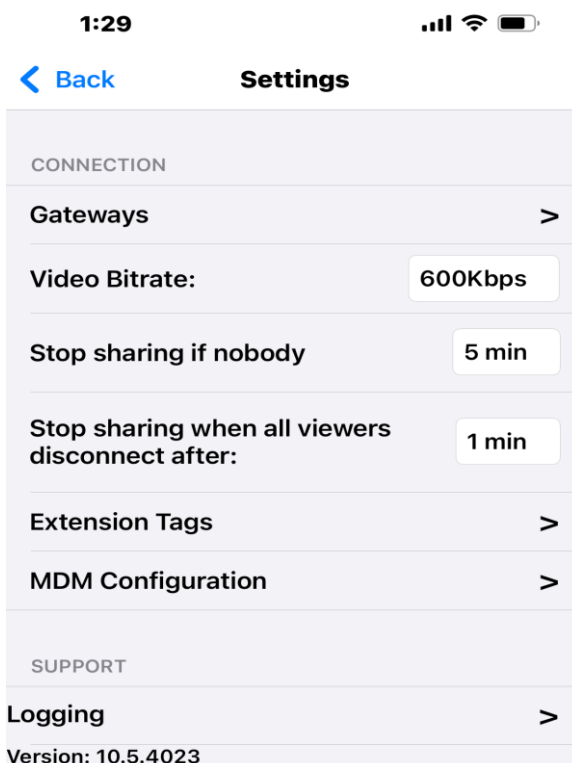 1:29
Back Settings
CONNECTION
Gateways >
Video Bitrate: 600Kbps
Stop sharing if nobody 5 min
Stop sharing when all viewers
disconnect after: 1 min
Extension Tags >
MDM Configuration >
SUPPORT
Logging >
Version: 10.5.4023